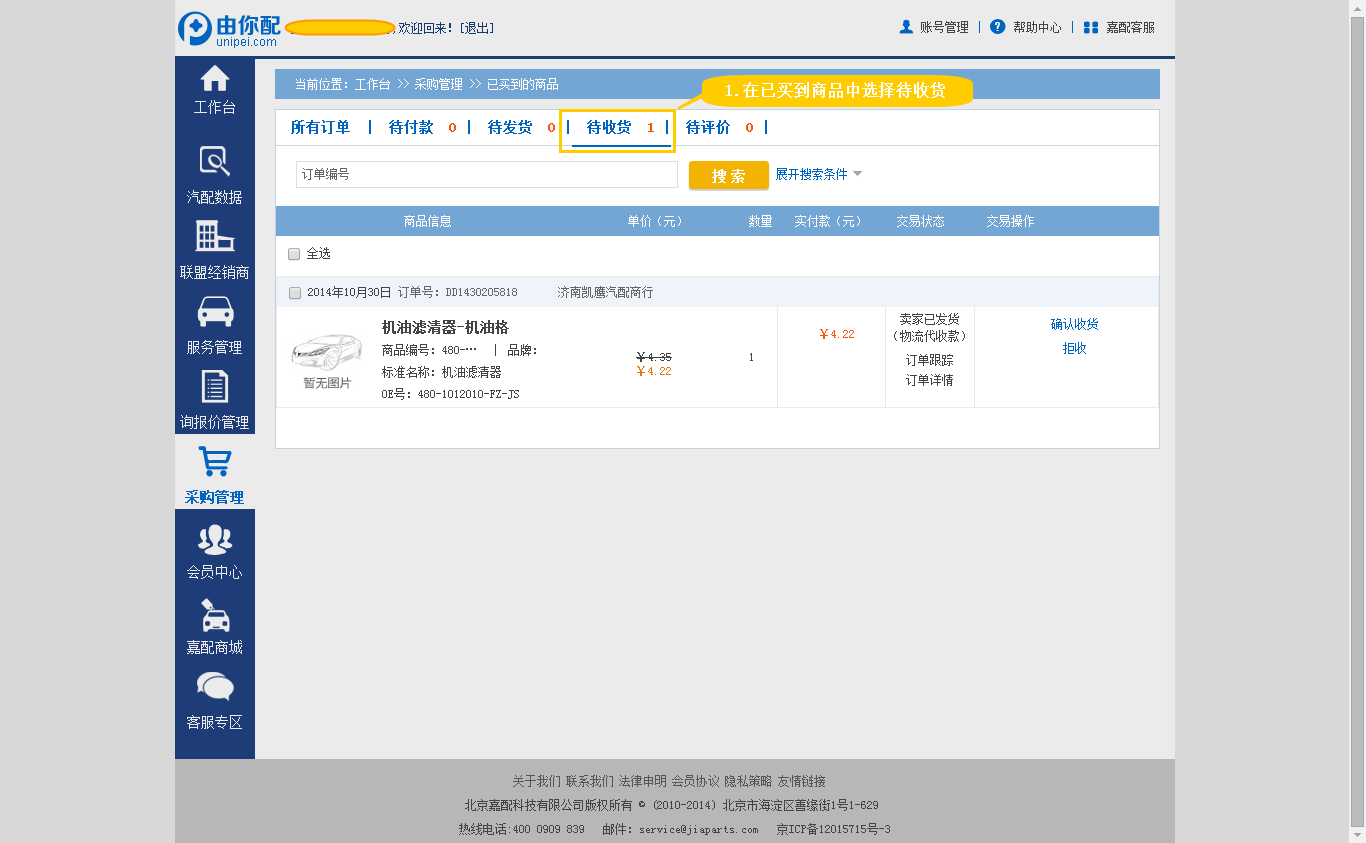 由你配 unipei.com ，欢迎回来! [退出] 账号管理 | 帮助中心 | 嘉配客服
工作台
汽配数据
联盟经销商
服务管理
询报价管理
采购管理
会员中心
嘉配商城
客服专区
当前位置：工作台 >> 采购管理 >> 已买到的商品
1.在已买到商品中选择待收货
所有订单 | 待付款 0 | 待发货 0 | 待收货 1 | 待评价 0 |
订单编号 搜 索 展开搜索条件
商品信息 单价（元） 数量 实付款（元） 交易状态 交易操作
全选
2014年10月30日 订单号：DD1430205818 济南凯鹰汽配商行
暂无图片
机油滤清器-机油格
商品编号：480-… | 品牌：
标准名称：机油滤清器
OE号：480-1012010-FZ-JS
￥4.35
￥4.22
1
￥4.22
卖家已发货
（物流代收款）
订单跟踪
订单详情
确认收货
拒收
关于我们 联系我们 法律申明 会员协议 隐私策略 友情链接
北京嘉配科技有限公司版权所有 © (2010-2014) 北京市海淀区善缘街1号1-629
热线电话:400 0909 839 邮件：service@jiaparts.com 京ICP备12015715号-3